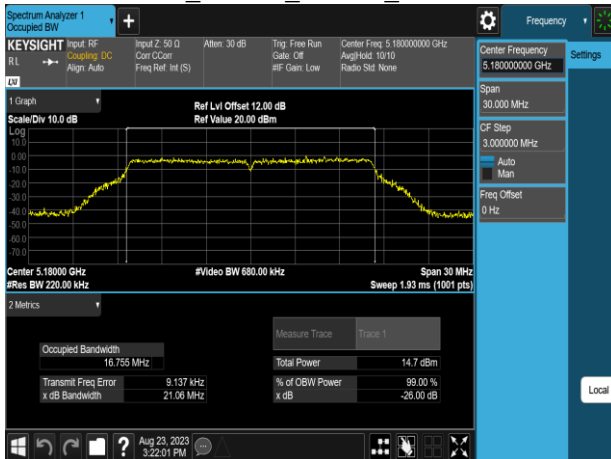 Spectrum Analyzer 1
Occupied BW
Frequency
KEYSIGHT
RL
LXI
Input: RF
Coupling: DC
Align: Auto
Input Z: 50 Ω
Corr CCorr
Freq Ref: Int (S)
Atten: 30 dB
Trig: Free Run
Gate: Off
#IF Gain: Low
Center Freq: 5.180000000 GHz
Avg|Hold: 10/10
Radio Std: None
Center Frequency
5.180000000 GHz
Settings
Span
30.000 MHz
CF Step
3.000000 MHz
Auto
Man
Freq Offset
0 Hz
Local
1 Graph
Scale/Div 10.0 dB
Ref Lvl Offset 12.00 dB
Ref Value 20.00 dBm
Log
10.0
0.00
-10.0
-20.0
-30.0
-40.0
-50.0
-60.0
-70.0
Center 5.18000 GHz
#Res BW 220.00 kHz
#Video BW 680.00 kHz
Span 30 MHz
Sweep 1.93 ms (1001 pts)
2 Metrics
Measure Trace Trace 1
Occupied Bandwidth
16.755 MHz
Total Power 14.7 dBm
Transmit Freq Error 9.137 kHz
% of OBW Power 99.00 %
x dB Bandwidth 21.06 MHz
x dB -26.00 dB
Aug 23, 2023
3:22:01 PM